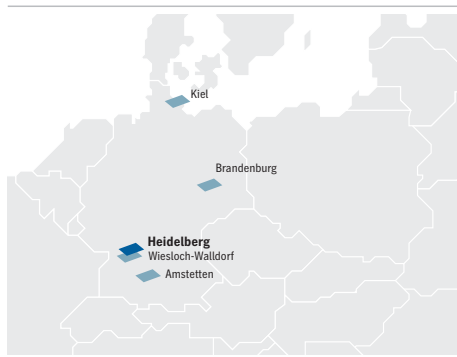 Kiel
Brandenburg
Heidelberg
Wiesloch-Walldorf
Amstetten